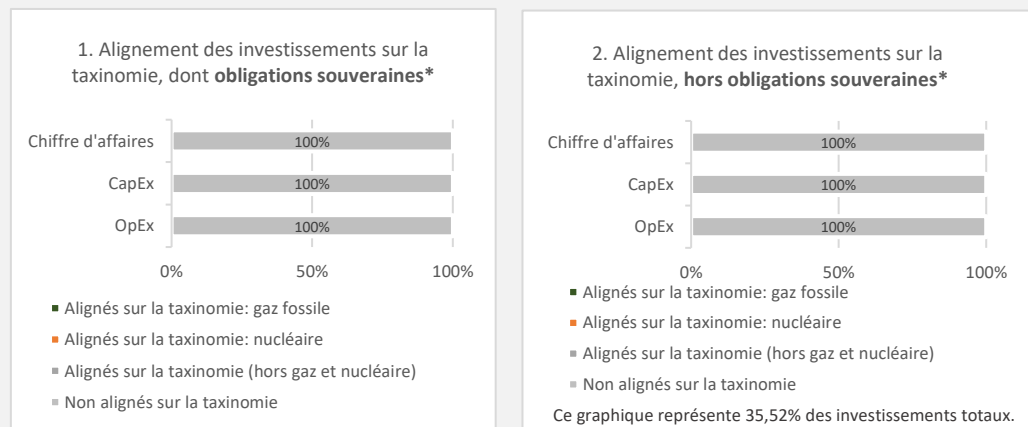 1. Alignement des investissements sur la
taxinomie, dont obligations souveraines*
Chiffre d'affaires
100%
CapEx
100%
OpEx
100%
0%
50%
100%
Alignés sur la taxinomie: gaz fossile
Alignés sur la taxinomie: nucléaire
Alignés sur la taxinomie (hors gaz et nucléaire)
Non alignés sur la taxinomie
2. Alignement des investissements sur la
taxinomie, hors obligations souveraines*
Chiffre d'affaires
100%
CapEx
100%
OpEx
100%
0%
50%
100%
Alignés sur la taxinomie: gaz fossile
Alignés sur la taxinomie: nucléaire
Alignés sur la taxinomie (hors gaz et nucléaire)
Non alignés sur la taxinomie
Ce graphique représente 35,52% des investissements totaux.